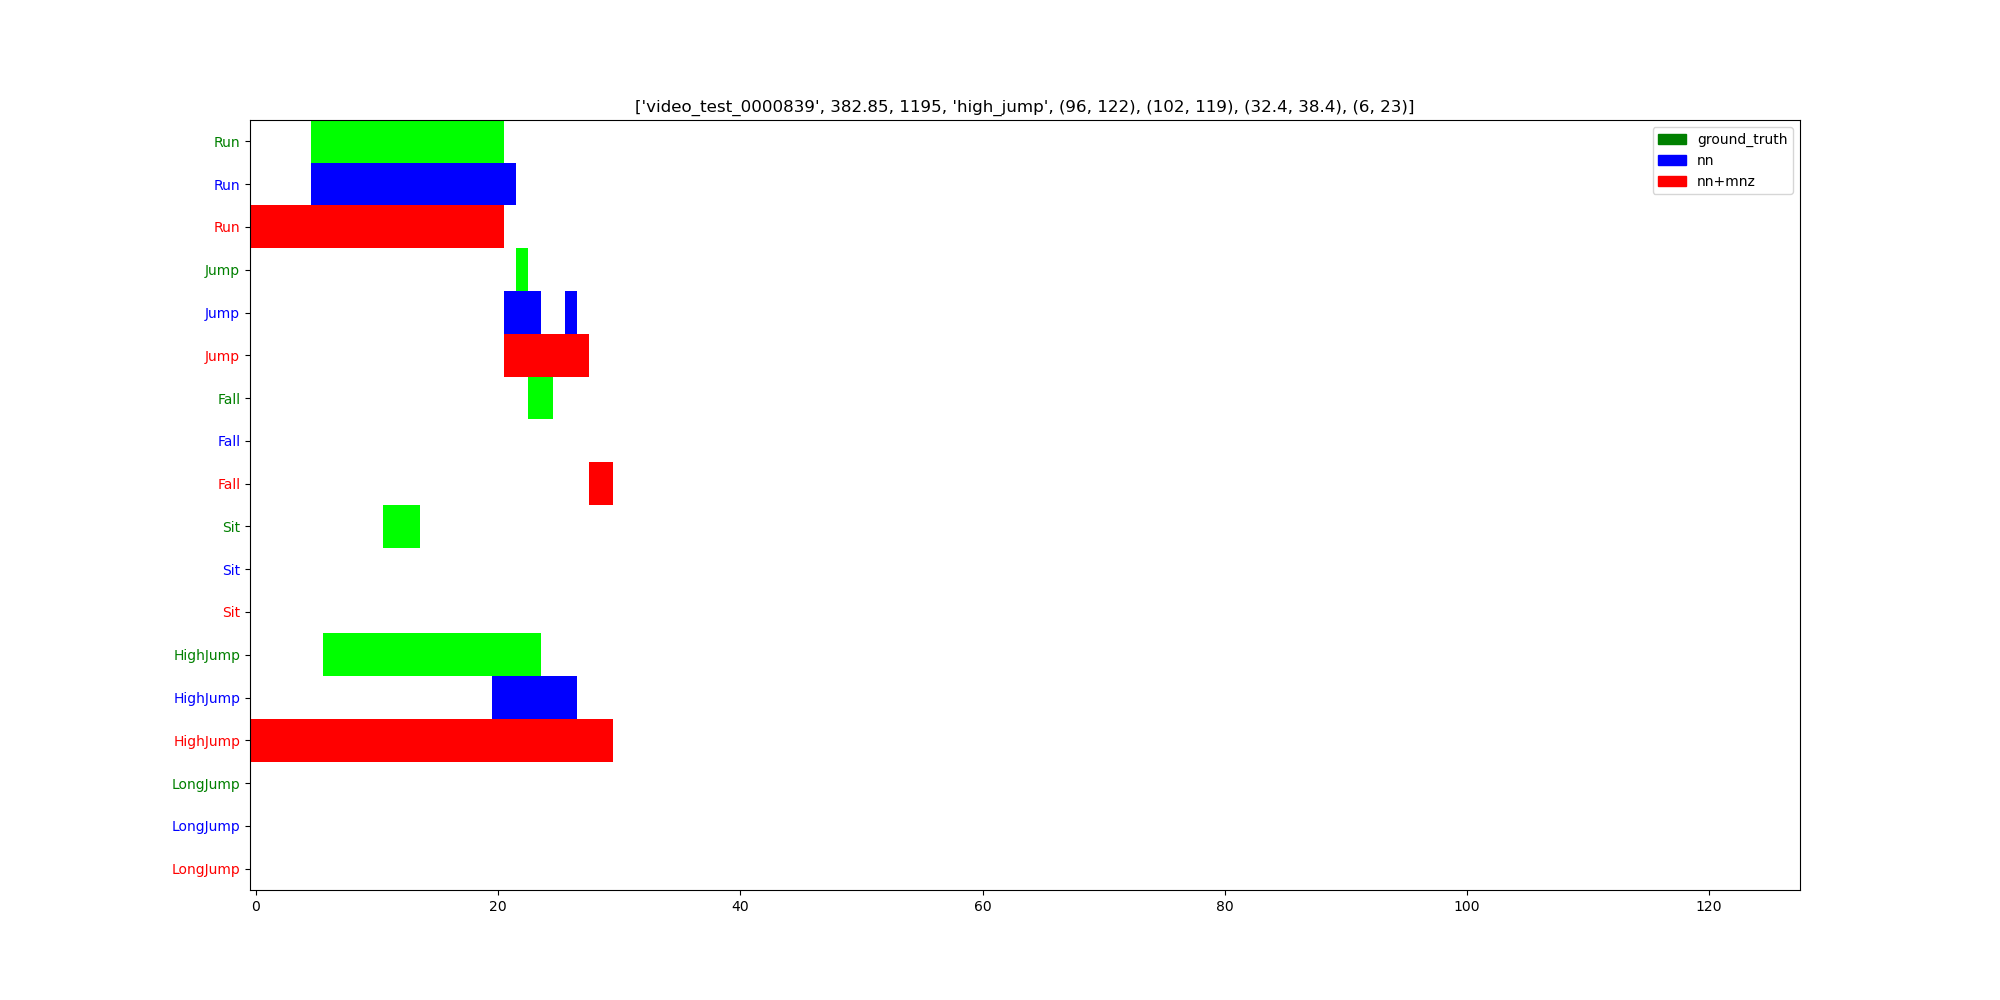 ['video_test_0000839', 382.85, 1195, 'high_jump', (96, 122), (102, 119), (32.4, 38.4), (6, 23)]
ground_truth
nn
nn+mnz
Run
Run
Run
Jump
Jump
Jump
Fall
Fall
Fall
Sit
Sit
Sit
HighJump
HighJump
HighJump
LongJump
LongJump
LongJump
0 20 40 60 80 100 120